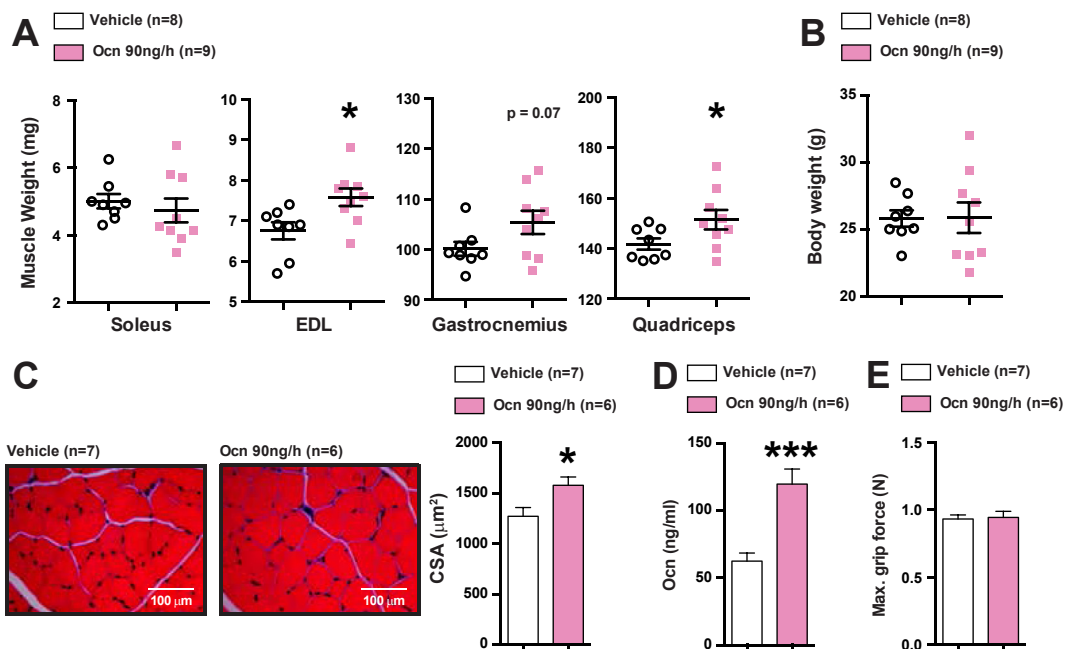 A
Vehicle (n=8)
Ocn 90ng/h (n=9)
Muscle Weight (mg)
8
6
4
2
Soleus
10
9
8
7
6
5
*
EDL
130
120
110
100
90
p = 0.07
Gastrocnemius
200
180
160
140
120
*
Quadriceps
B
Vehicle (n=8)
Ocn 90ng/h (n=9)
Body weight (g)
35
30
25
20
C
Vehicle (n=7)
100 μm
Ocn 90ng/h (n=6)
100 μm
Vehicle (n=7)
Ocn 90ng/h (n=6)
CSA (μm²)
2000
1500
1000
500
0
*
D
Vehicle (n=7)
Ocn 90ng/h (n=6)
Ocn (ng/ml)
150
100
50
0
***
E
Vehicle (n=7)
Ocn 90ng/h (n=6)
Max. grip force (N)
1.5
1.0
0.5
0.0